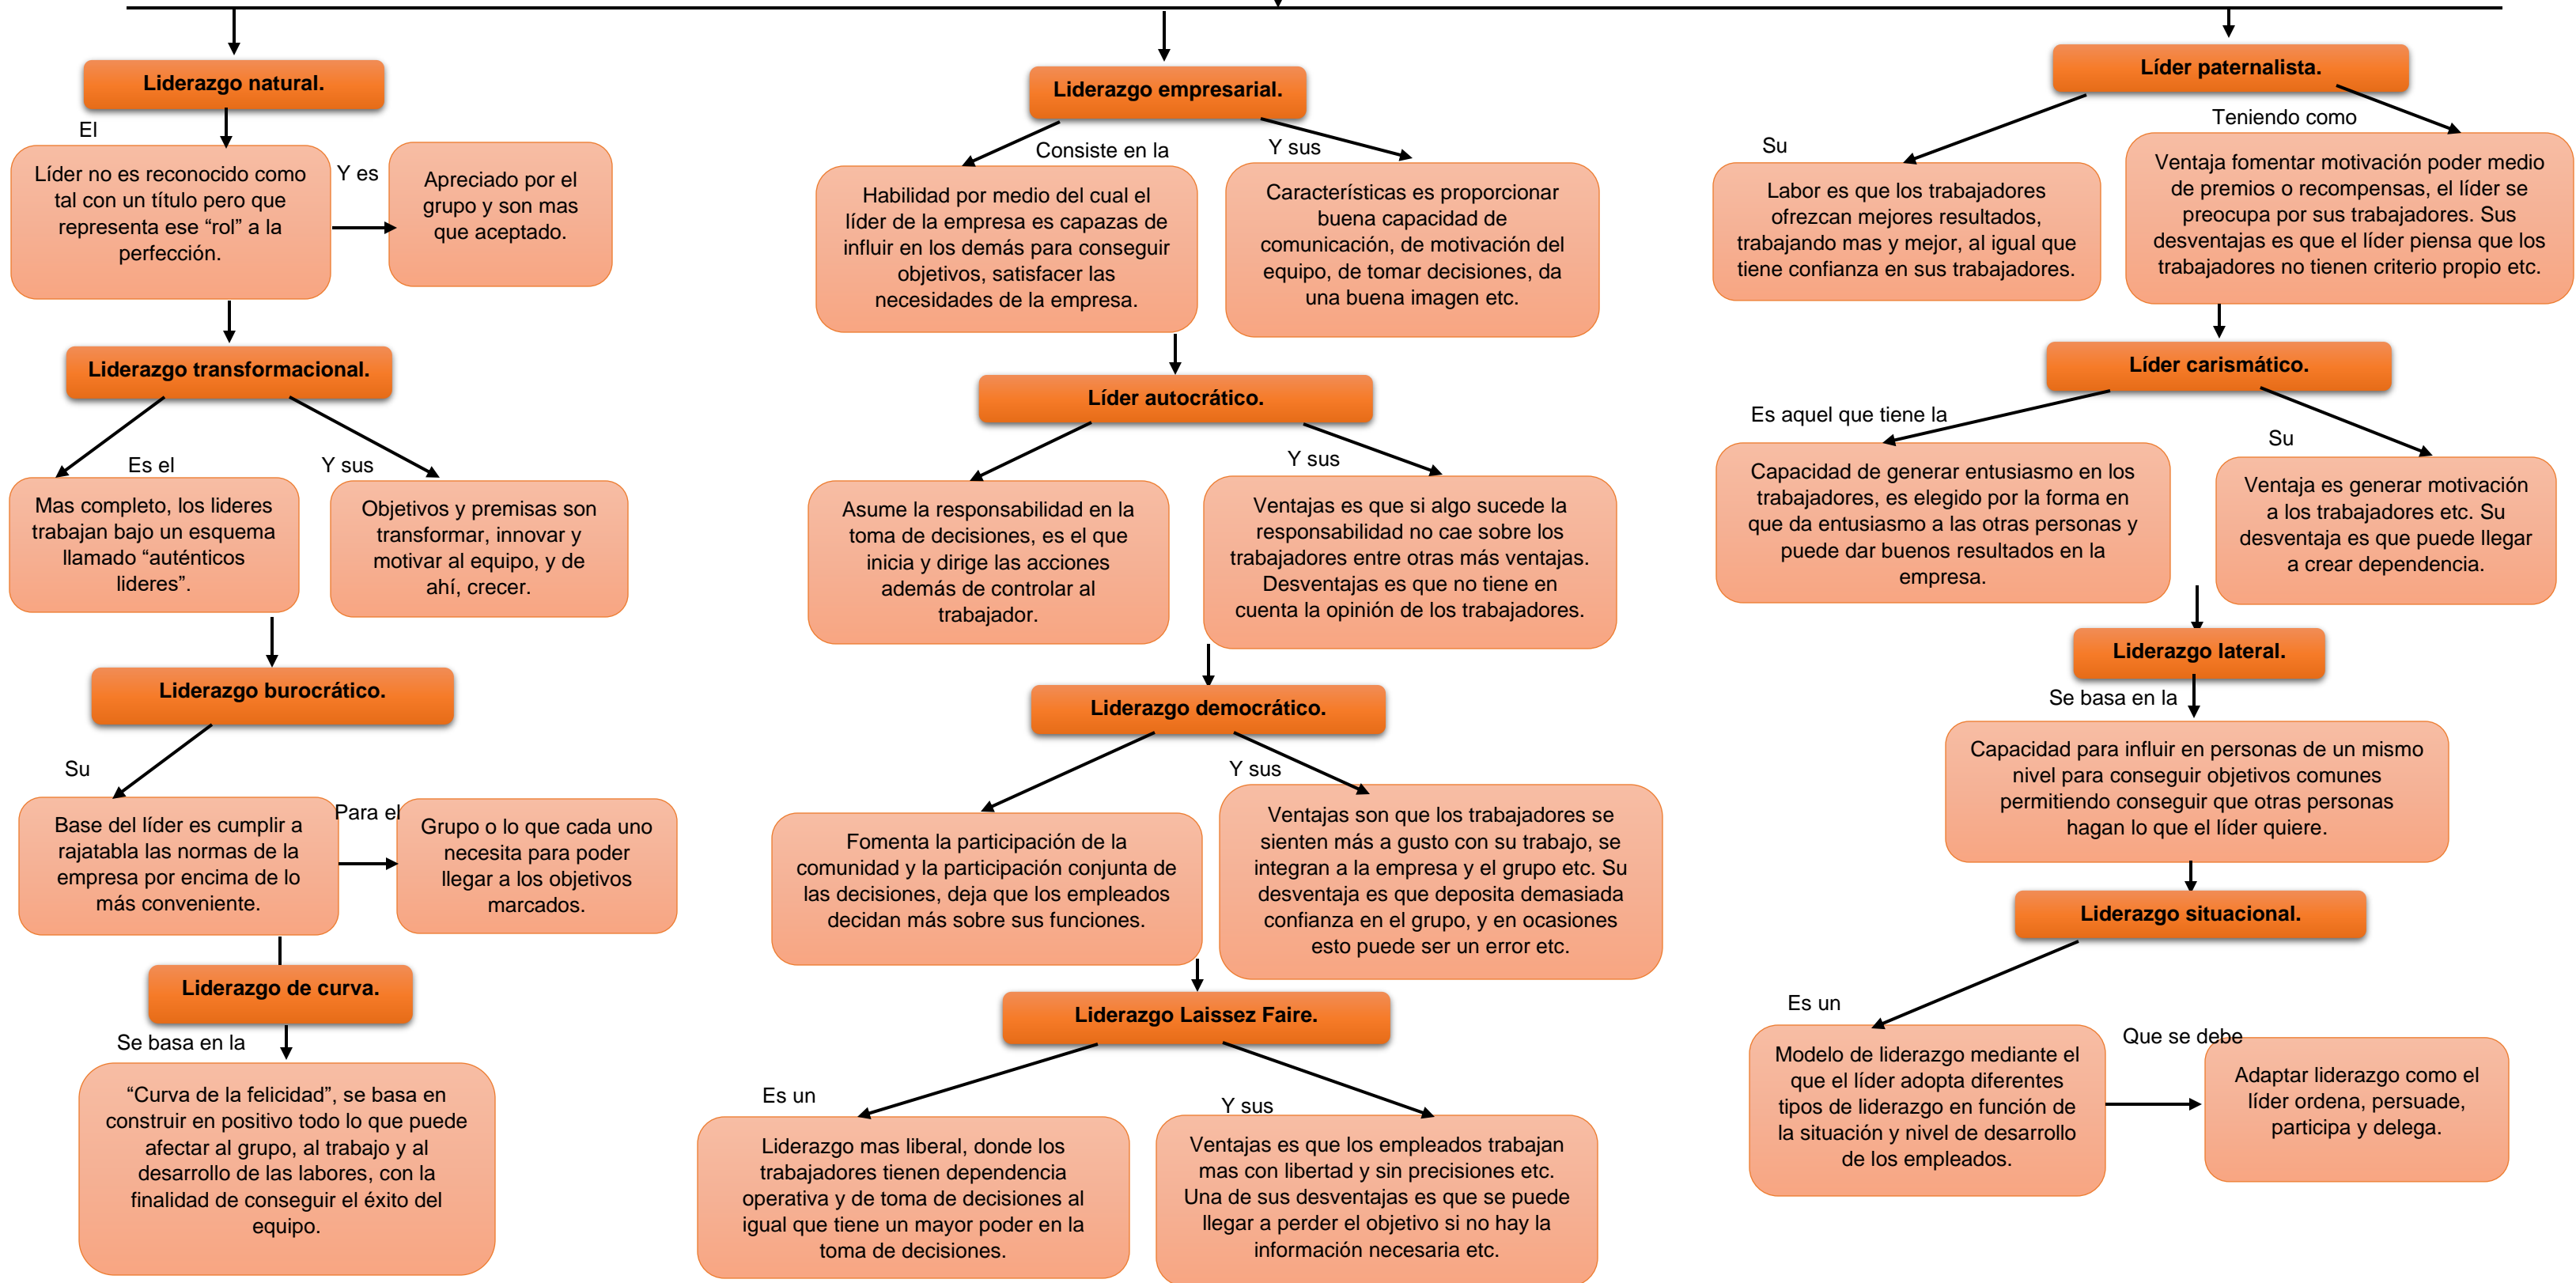 Liderazgo natural.
El
Líder no es reconocido como
tal con un título pero que
representa ese “rol” a la
perfección.
Y es
Apreciado por el
grupo y son mas
que aceptado.
Liderazgo transformacional.
Es el
Mas completo, los lideres
trabajan bajo un esquema
llamado “auténticos
lideres”.
Y sus
Objetivos y premisas son
transformar, innovar y
motivar al equipo, y de
ahí, crecer.
Liderazgo burocrático.
Su
Base del líder es cumplir a
rajatabla las normas de la
empresa por encima de lo
más conveniente.
Para el
Grupo o lo que cada uno
necesita para poder
llegar a los objetivos
marcados.
Liderazgo de curva.
Se basa en la
“Curva de la felicidad”, se basa en
construir en positivo todo lo que puede
afectar al grupo, al trabajo y al
desarrollo de las labores, con la
finalidad de conseguir el éxito del
equipo.
Liderazgo empresarial.
Consiste en la
Habilidad por medio del cual el
líder de la empresa es capazas de
influir en los demás para conseguir
objetivos, satisfacer las
necesidades de la empresa.
Y sus
Características es proporcionar
buena capacidad de
comunicación, de motivación del
equipo, de tomar decisiones, da
una buena imagen etc.
Líder autocrático.
Asume la responsabilidad en la
toma de decisiones, es el que
inicia y dirige las acciones
además de controlar al
trabajador.
Y sus
Ventajas es que si algo sucede la
responsabilidad no cae sobre los
trabajadores entre otras más ventajas.
Desventajas es que no tiene en
cuenta la opinión de los trabajadores.
Liderazgo democrático.
Fomenta la participación de la
comunidad y la participación conjunta de
las decisiones, deja que los empleados
decidan más sobre sus funciones.
Y sus
Ventajas son que los trabajadores se
sienten más a gusto con su trabajo, se
integran a la empresa y el grupo etc. Su
desventaja es que deposita demasiada
confianza en el grupo, y en ocasiones
esto puede ser un error etc.
Liderazgo Laissez Faire.
Es un
Liderazgo mas liberal, donde los
trabajadores tienen dependencia
operativa y de toma de decisiones al
igual que tiene un mayor poder en la
toma de decisiones.
Y sus
Ventajas es que los empleados trabajan
mas con libertad y sin precisiones etc.
Una de sus desventajas es que se puede
llegar a perder el objetivo si no hay la
información necesaria etc.
Líder paternalista.
Su
Labor es que los trabajadores
ofrezcan mejores resultados,
trabajando mas y mejor, al igual que
tiene confianza en sus trabajadores.
Teniendo como
Ventaja fomentar motivación poder medio
de premios o recompensas, el líder se
preocupa por sus trabajadores. Sus
desventajas es que el líder piensa que los
trabajadores no tienen criterio propio etc.
Líder carismático.
Es aquel que tiene la
Capacidad de generar entusiasmo en los
trabajadores, es elegido por la forma en
que da entusiasmo a las otras personas y
puede dar buenos resultados en la
empresa.
Su
Ventaja es generar motivación
a los trabajadores etc. Su
desventaja es que puede llegar
a crear dependencia.
Liderazgo lateral.
Se basa en la
Capacidad para influir en personas de un mismo
nivel para conseguir objetivos comunes
permitiendo conseguir que otras personas
hagan lo que el líder quiere.
Liderazgo situacional.
Es un
Modelo de liderazgo mediante el
que el líder adopta diferentes
tipos de liderazgo en función de
la situación y nivel de desarrollo
de los empleados.
Que se debe
Adaptar liderazgo como el
líder ordena, persuade,
participa y delega.